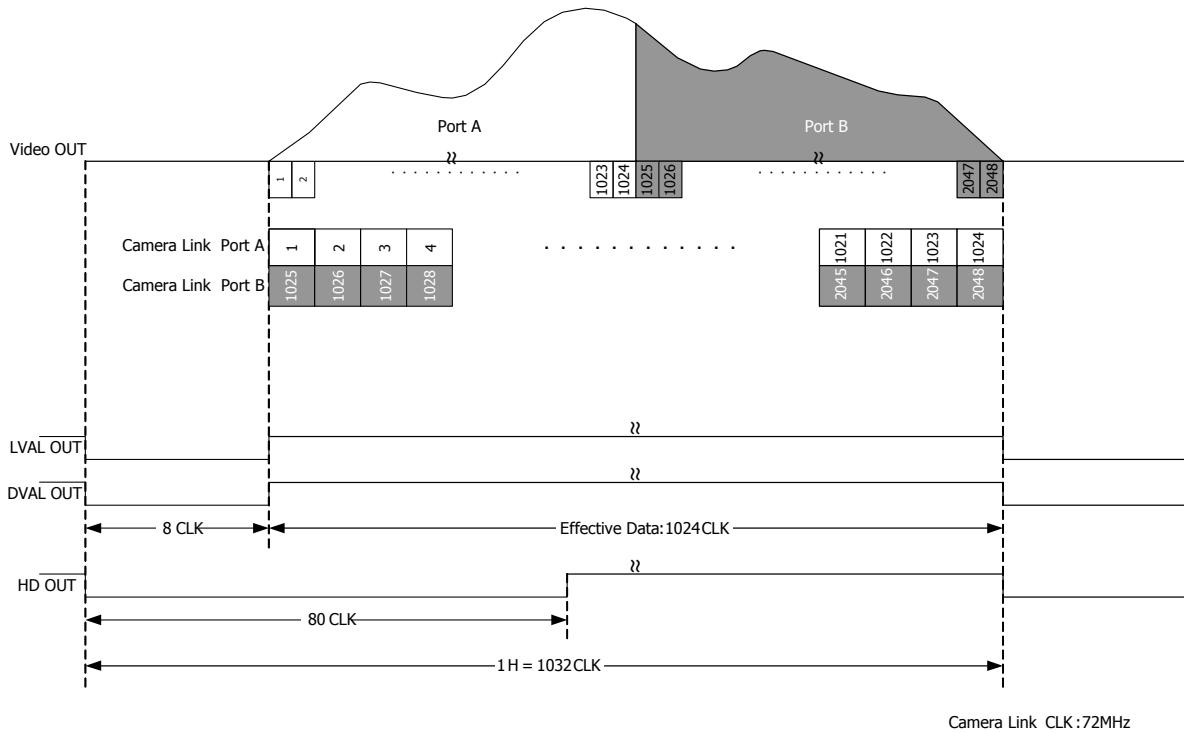 Port A
Port B
Video OUT
1 2 1023 1024 1025 1026 2047 2048
Camera Link Port A 1 2 3 4 1021 1022 1023 1024
Camera Link Port B 1025 1026 1027 1028 2045 2046 2047 2048
LVAL OUT
DVAL OUT
8 CLK
Effective Data:1024CLK
HD OUT
80 CLK
1 H = 1032 CLK
Camera Link CLK:72MHz